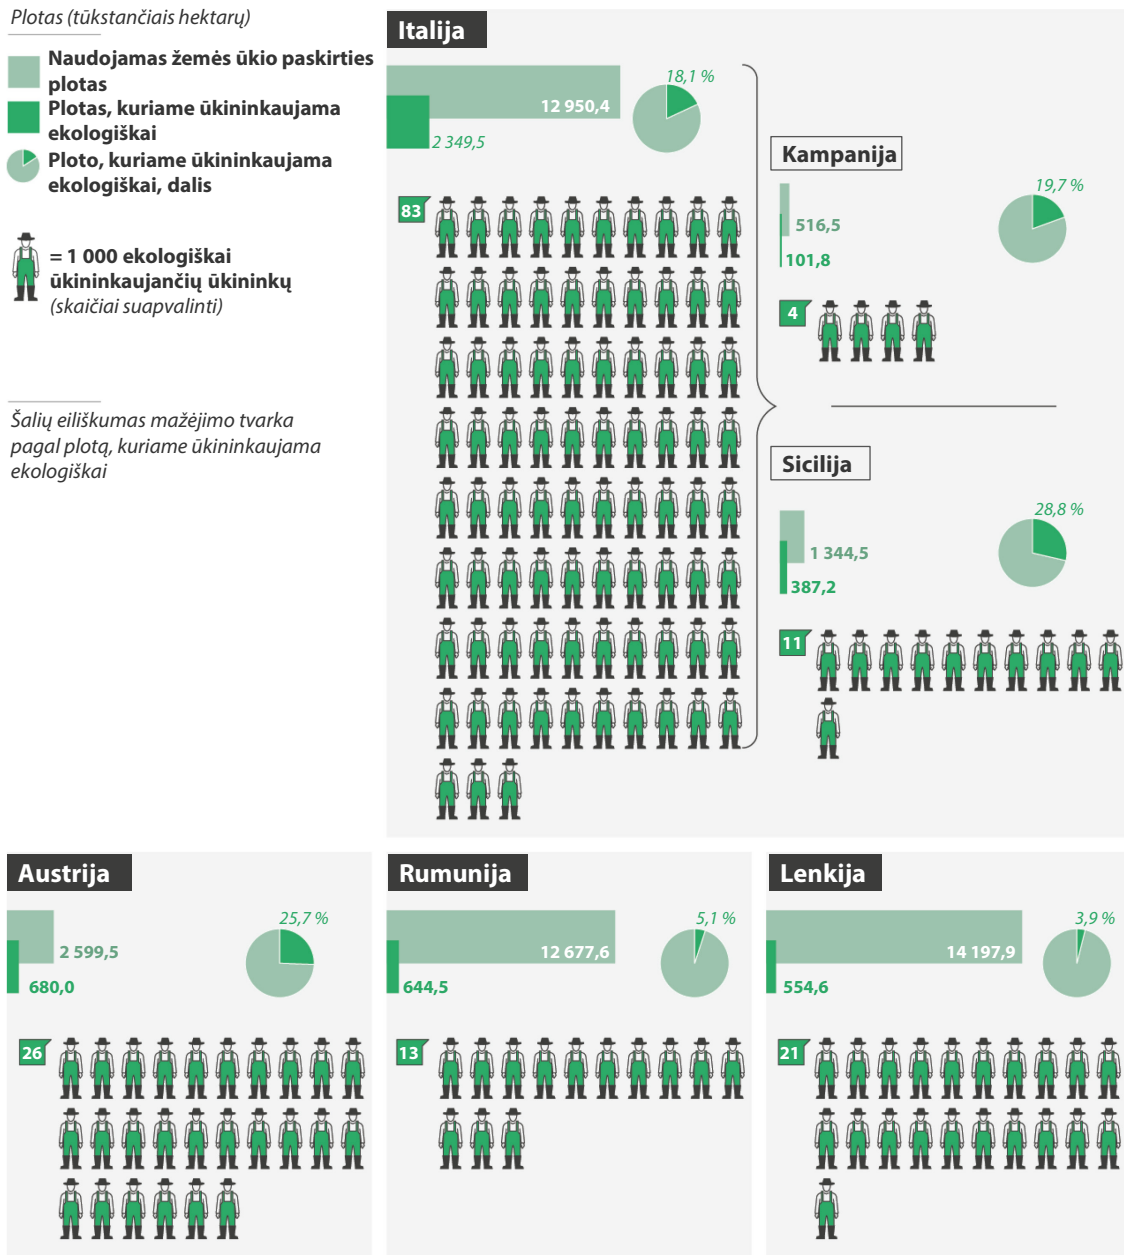 Plotas (tūkstančiais hektarų)
Naudojamas žemės ūkio paskirties
plotas
Plotas, kuriame ūkininkaujama
ekologiškai
Ploto, kuriame ūkininkaujama
ekologiškai, dalis
= 1 000 ekologiškai
ūkininkaujančių ūkininkų
(skaičiai suapvalinti)
Šalių eiliškumas mažėjimo tvarka
pagal plotą, kuriame ūkininkaujama
ekologiškai
Italija
12 950,4
2 349,5
18,1 %
83
Kampanija
516,5
101,8
19,7 %
4
Sicilija
1 344,5
387,2
28,8 %
11
Austrija
2 599,5
680,0
25,7 %
26
Rumunija
12 677,6
644,5
5,1 %
13
Lenkija
14 197,9
554,6
3,9 %
21